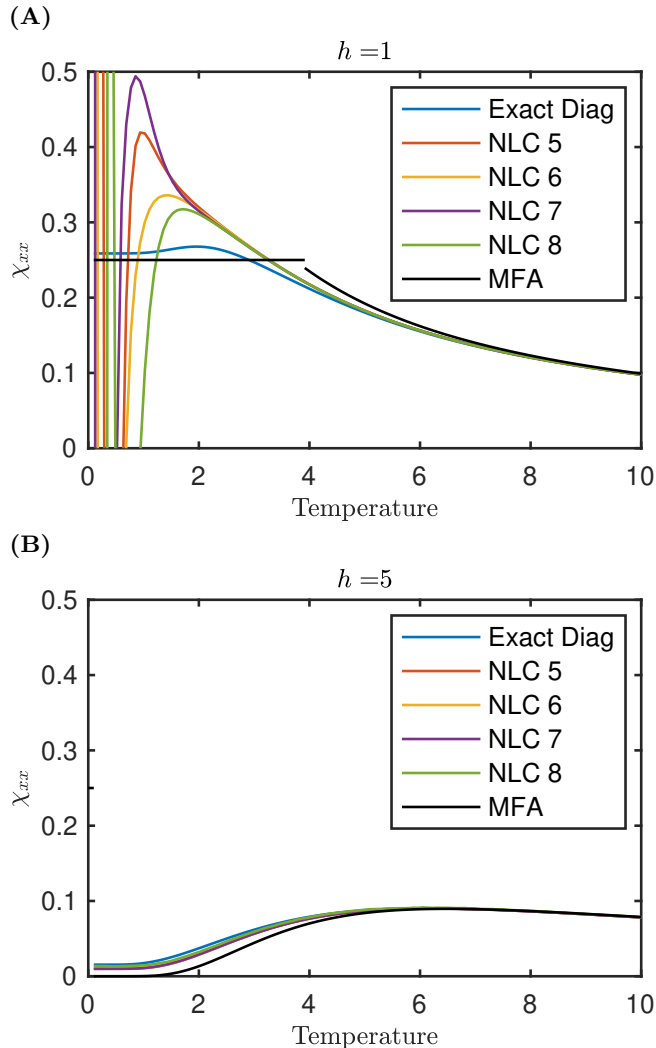 (A)
h =1
0.5
0.4
0.3
0.2
0.1
0
χxx
Exact Diag
NLC 5
NLC 6
NLC 7
NLC 8
MFA
0 2 4 6 8 10
Temperature
(B)
h =5
0.5
0.4
0.3
0.2
0.1
0
χxx
Exact Diag
NLC 5
NLC 6
NLC 7
NLC 8
MFA
0 2 4 6 8 10
Temperature